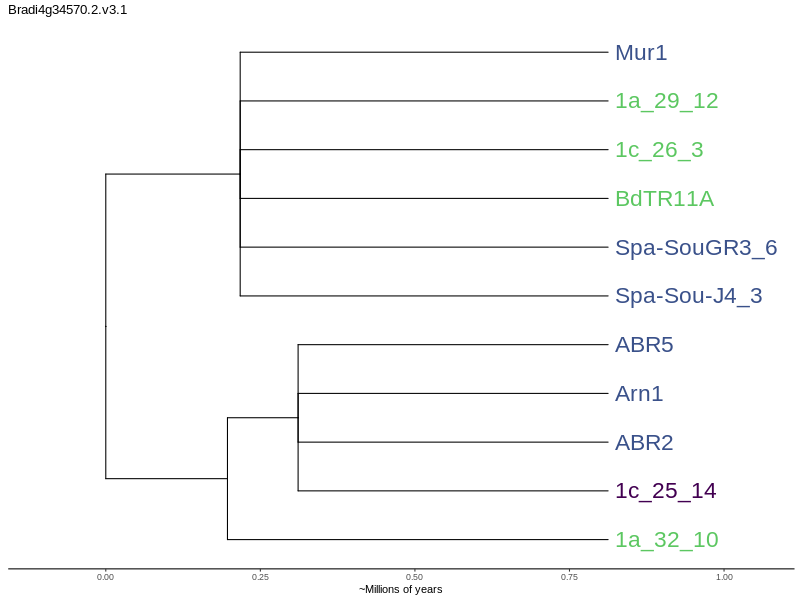 Bradi4g34570.2.v3.1
Mur1
1a_29_12
1c_26_3
BdTR11A
Spa-SouGR3_6
Spa-Sou-J4_3
ABR5
Arn1
ABR2
1c_25_14
1a_32_10
0.00 0.25 0.50 0.75 1.00
~Millions of years